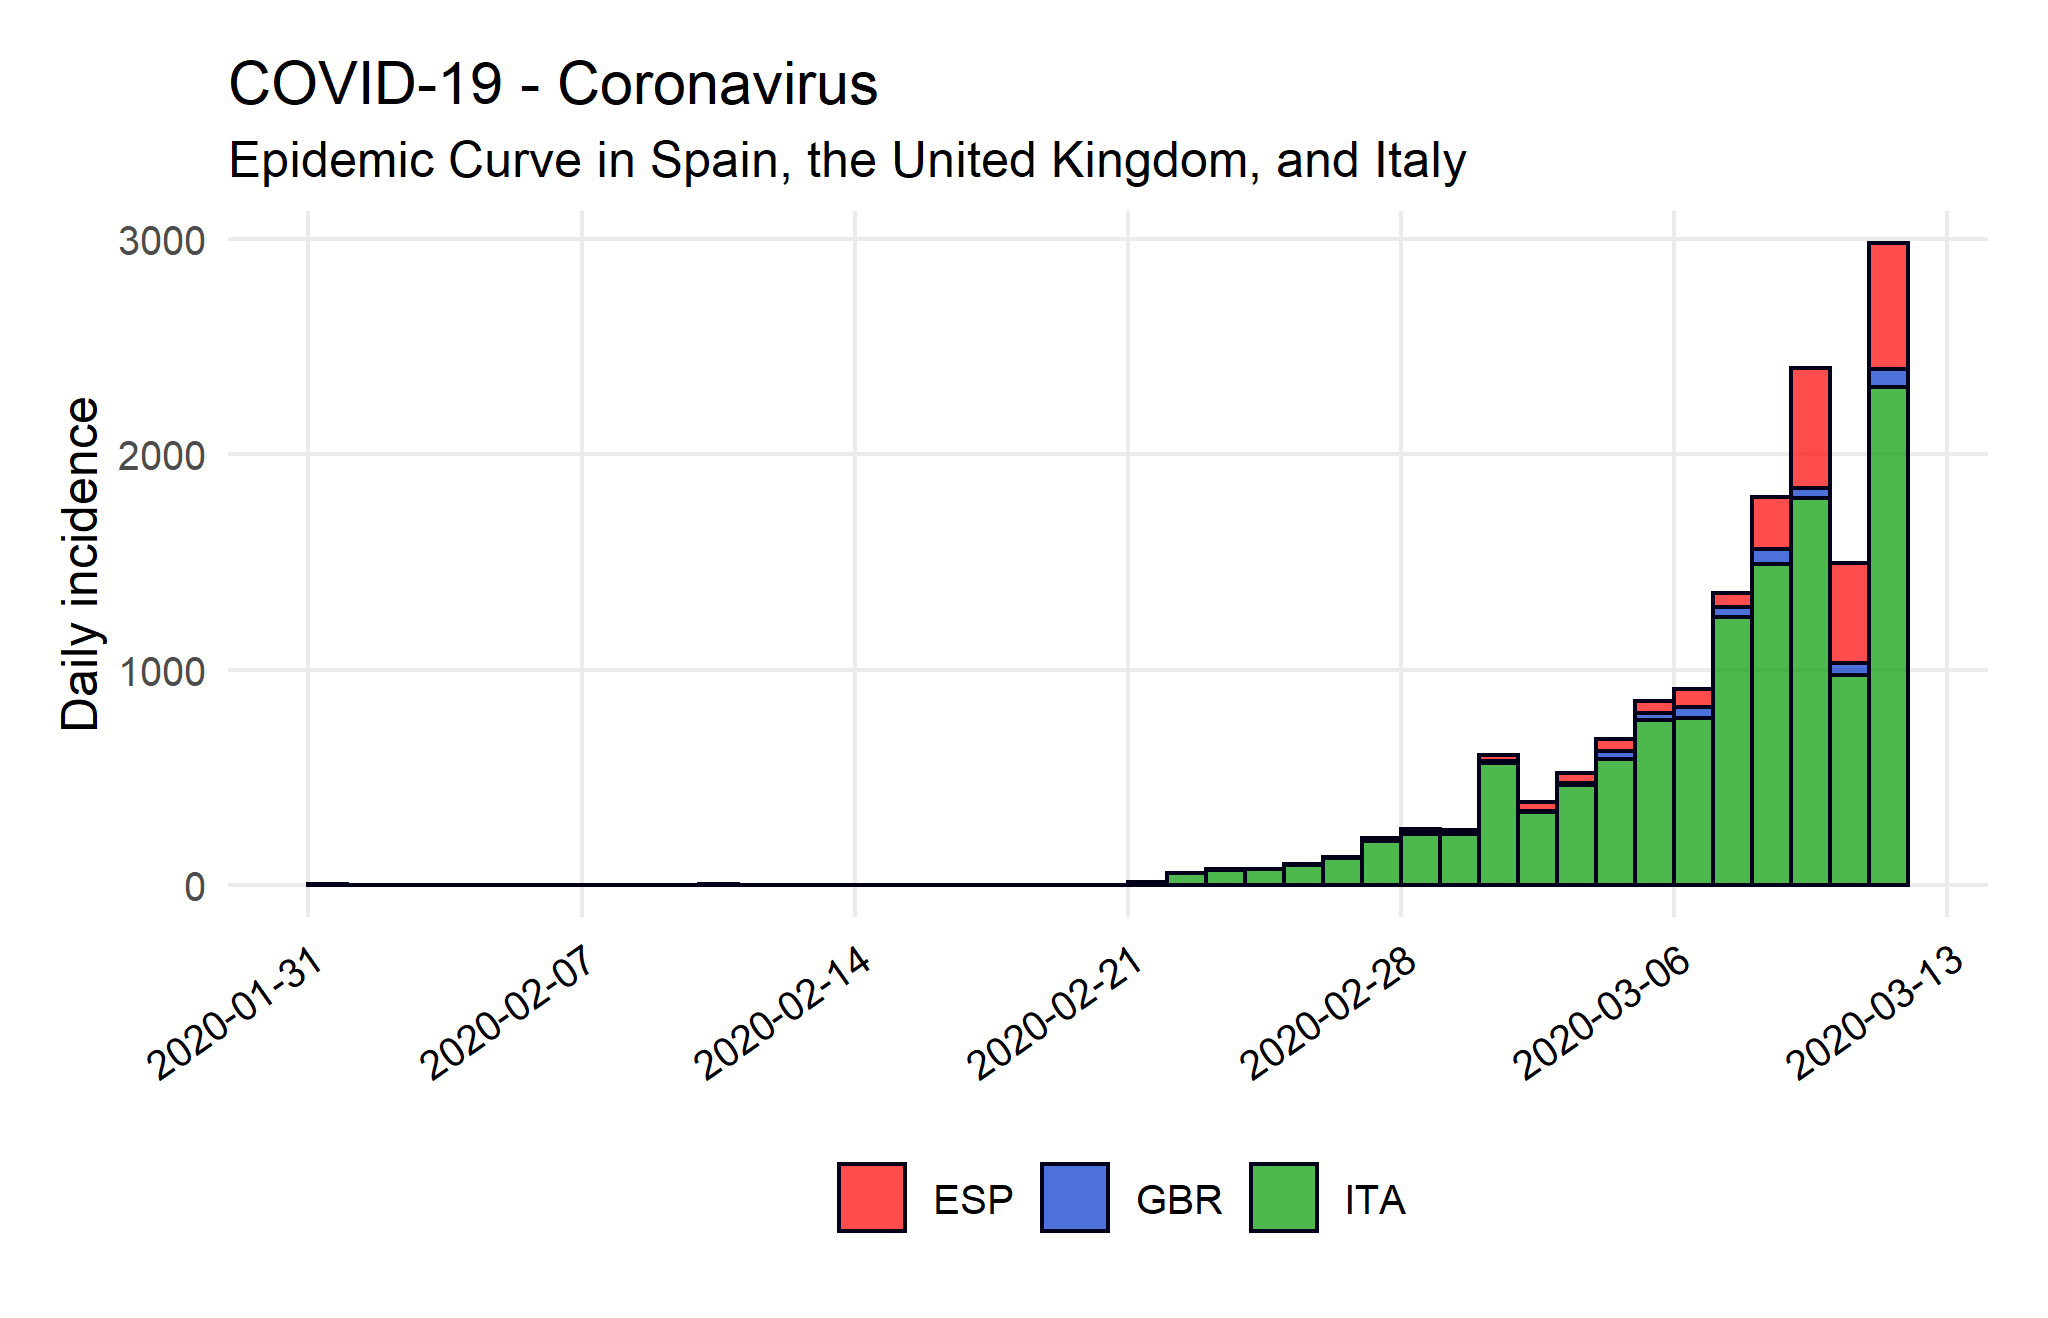 COVID-19 - Coronavirus
Epidemic Curve in Spain, the United Kingdom, and Italy
Daily incidence
3000
2000
1000
0
2020-01-31
2020-02-07
2020-02-14
2020-02-21
2020-02-28
2020-03-06
2020-03-13
ESP
GBR
ITA